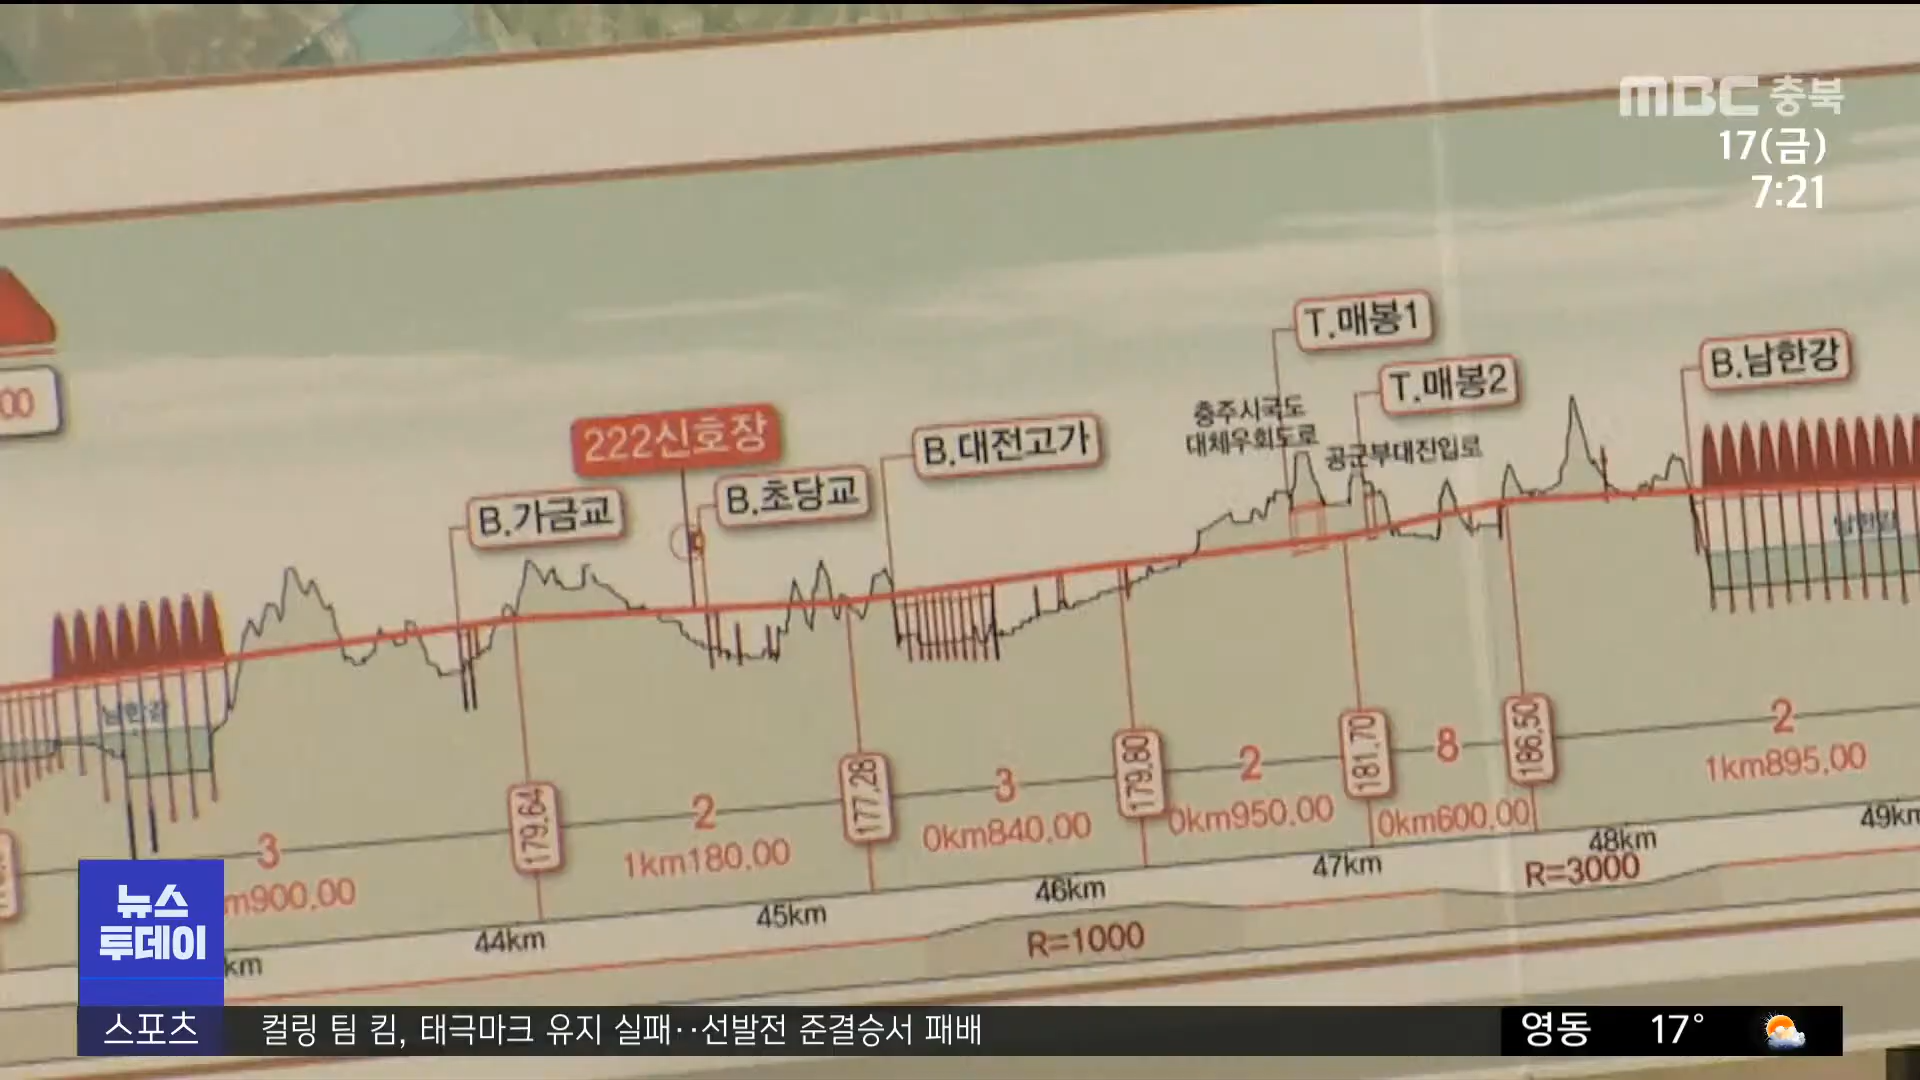 MBC 충북
17(금)
7:21
00
T.매봉1
T.매봉2
B.남한강
충주시국도
대체우회도로
공군부대진입로
222신호장
B.대전고가
B.초당교
B.가금교
남한강
남한강
179.64
177.28
179.80
181.70
186.50
3
2
3
2
8
2
m900.00
1km180.00
0km840.00
0km950.00
0km600.00
1km895.00
km
44km
45km
46km
47km
48km
49km
R=1000
R=3000
뉴스
투데이
스포츠
컬링 팀 킴, 태극마크 유지 실패‥선발전 준결승서 패배
영동 17°